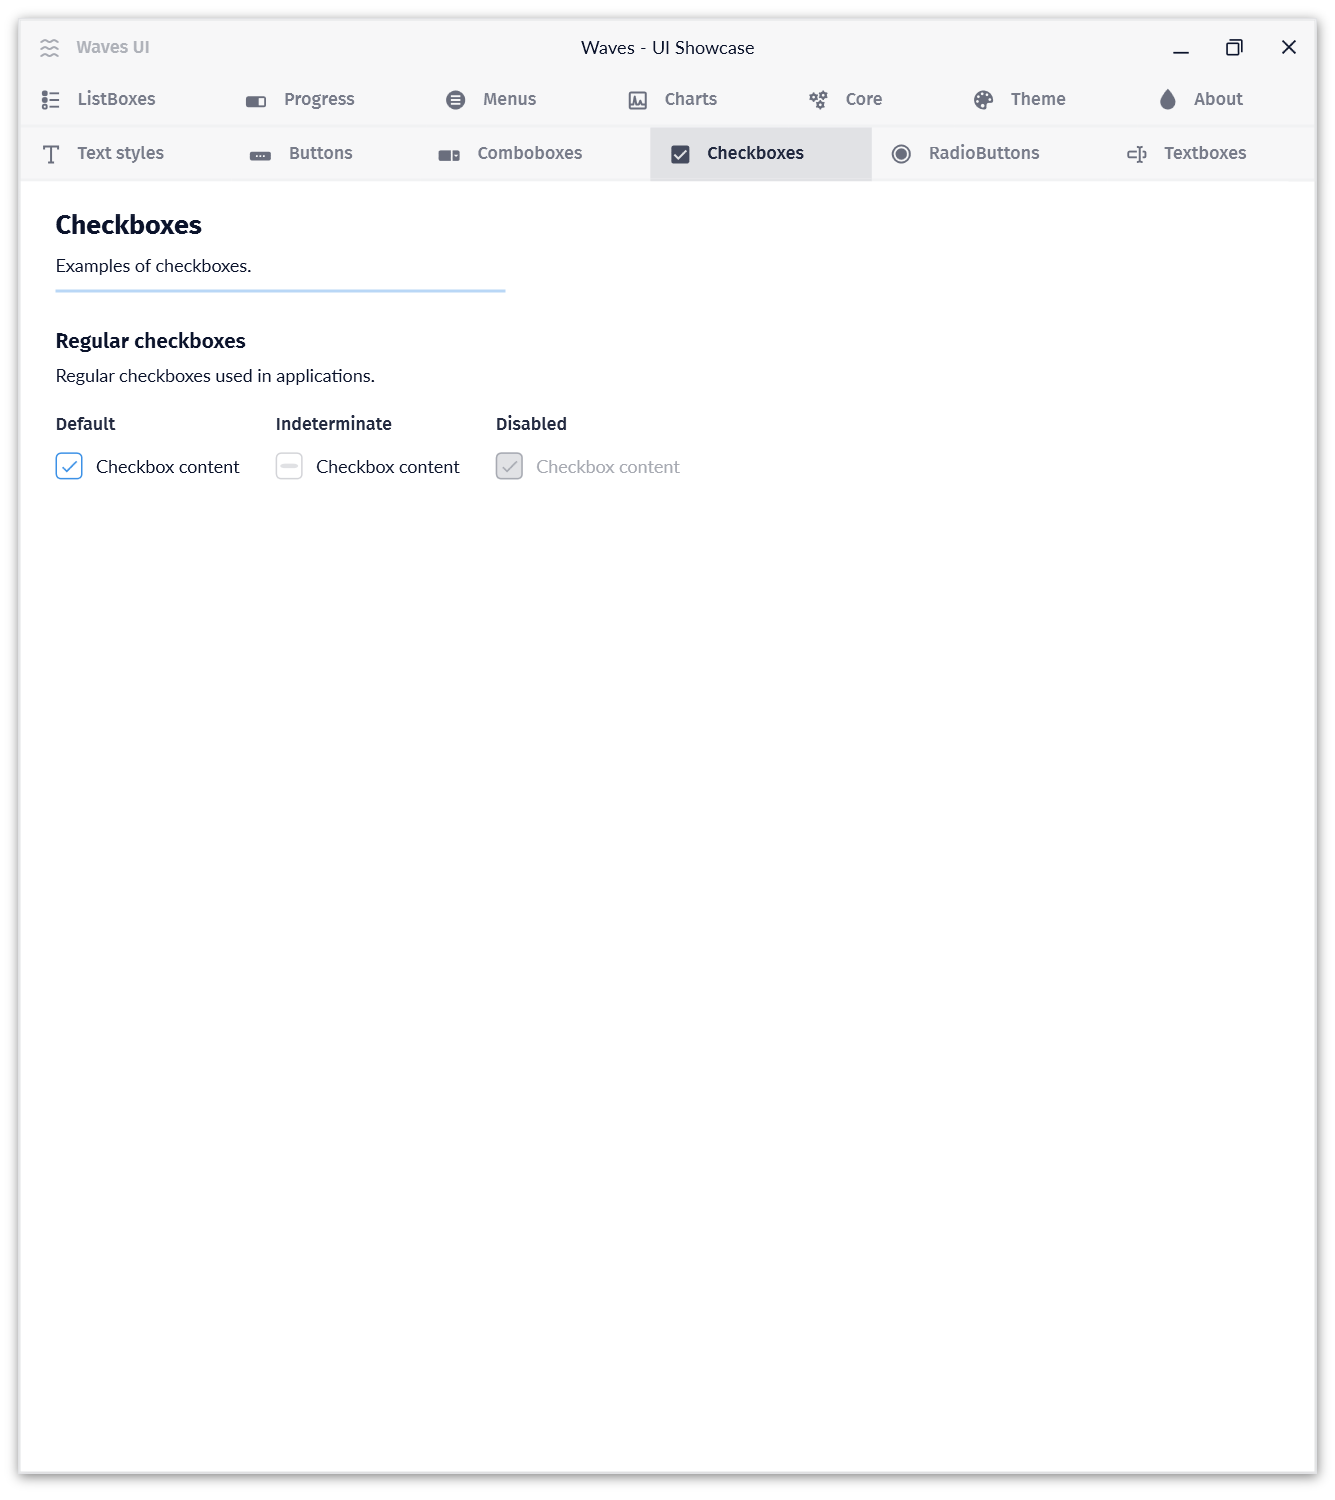 Waves UI
Waves - UI Showcase
ListBoxes Progress Menus Charts Core Theme About
Text styles Buttons Comboboxes Checkboxes RadioButtons Textboxes
Checkboxes
Examples of checkboxes.
Regular checkboxes
Regular checkboxes used in applications.
Default Indeterminate Disabled
Checkbox content Checkbox content Checkbox content